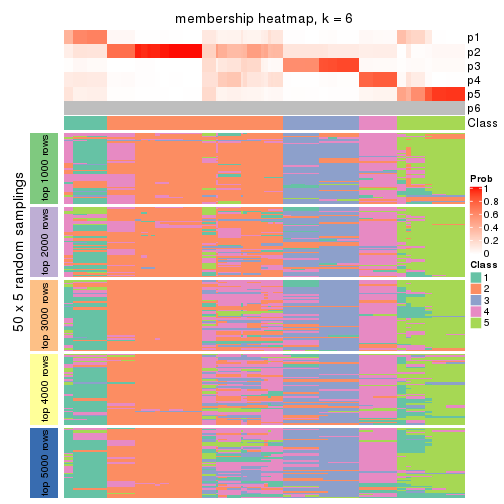 membership heatmap, k = 6
p1
p2
p3
p4
p5
p6
Class
50 x 5 random samplings
top 1000 rows
top 2000 rows
top 3000 rows
top 4000 rows
top 5000 rows
Prob
1
0.8
0.6
0.4
0.2
0
Class
1
2
3
4
5